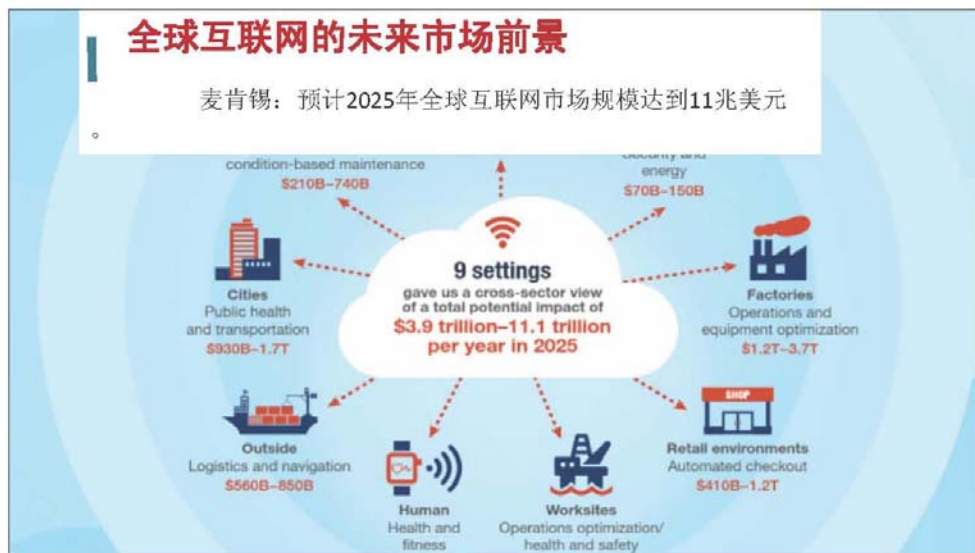 全球互联网的未来市场前景
麦肯锡：预计2025年全球互联网市场规模达到11兆美元
。
condition-based maintenance
$210B–740B
Security and
energy
$70B–150B
9 settings
gave us a cross-sector view
of a total potential impact of
$3.9 trillion–11.1 trillion
per year in 2025
Cities
Public health
and transportation
$930B–1.7T
Factories
Operations and
equipment optimization
$1.2T–3.7T
SHOP
Outside
Logistics and navigation
$560B–850B
Retail environments
Automated checkout
$410B–1.2T
Human
Health and
fitness
Worksites
Operations optimization/
health and safety